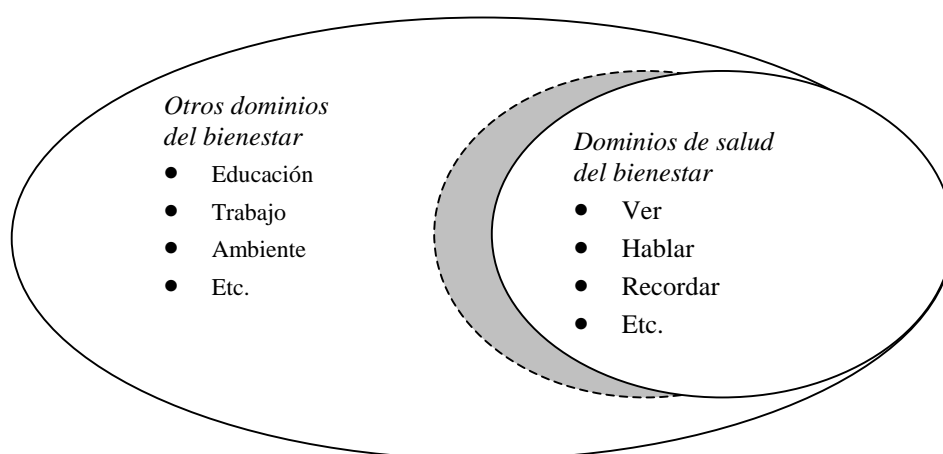 Otros dominios
del bienestar
● Educación
● Trabajo
● Ambiente
● Etc.
Dominios de salud
del bienestar
● Ver
● Hablar
● Recordar
● Etc.